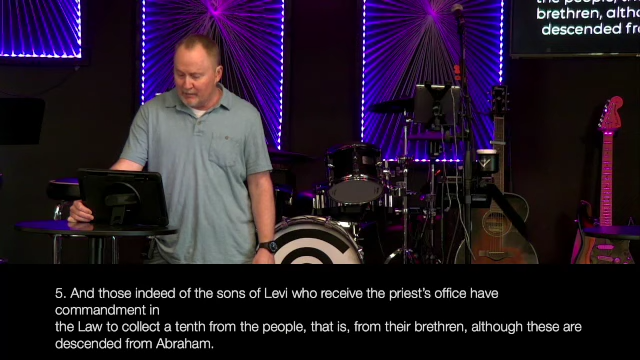 the people, th
brethren, altho
descended fro
5. And those indeed of the sons of Levi who receive the priest's office have
commandment in
the Law to collect a tenth from the people, that is, from their brethren, although these are
descended from Abraham.